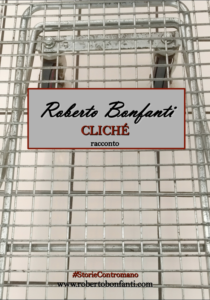 Roberto Bonfanti
CLICHÉ
racconto
#StorieContromano
www.robertobonfanti.com